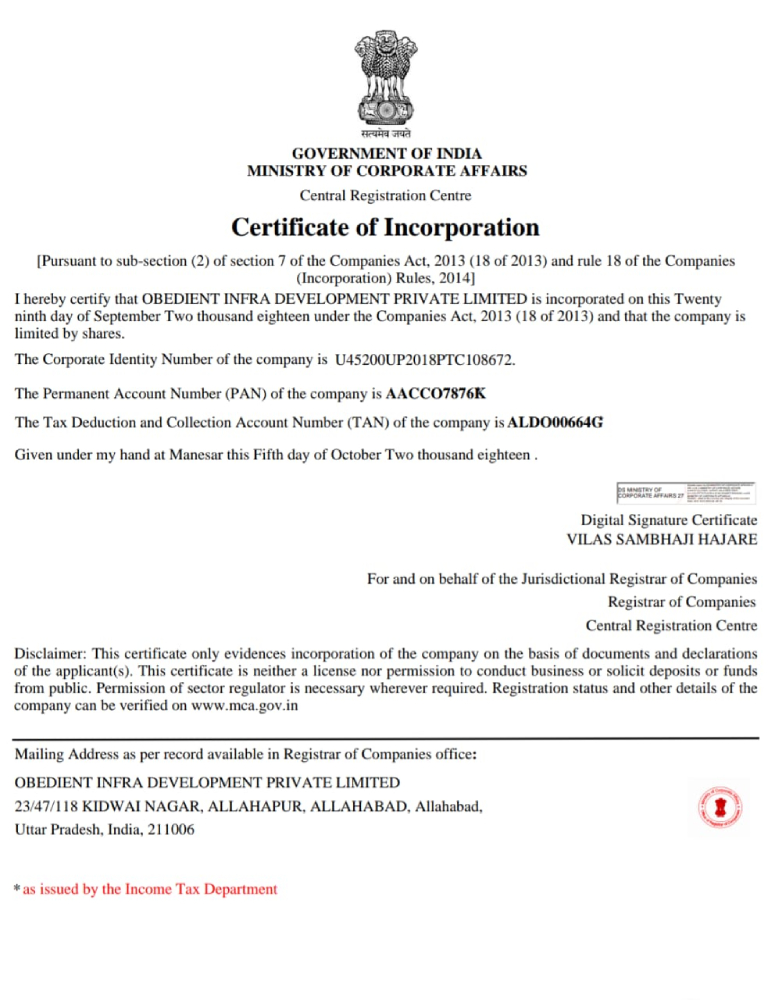 सत्यमेव जयते
GOVERNMENT OF INDIA
MINISTRY OF CORPORATE AFFAIRS
Central Registration Centre
Certificate of Incorporation
[Pursuant to sub-section (2) of section 7 of the Companies Act, 2013 (18 of 2013) and rule 18 of the Companies
(Incorporation) Rules, 2014]
I hereby certify that OBEDIENT INFRA DEVELOPMENT PRIVATE LIMITED is incorporated on this Twenty
ninth day of September Two thousand eighteen under the Companies Act, 2013 (18 of 2013) and that the company is
limited by shares.
The Corporate Identity Number of the company is U45200UP2018PTC108672.
The Permanent Account Number (PAN) of the company is AACCO7876K
The Tax Deduction and Collection Account Number (TAN) of the company is ALDO00664G
Given under my hand at Manesar this Fifth day of October Two thousand eighteen .
DS MINISTRY OF
CORPORATE AFFAIRS 27
Digital Signature Certificate
VILAS SAMBHAJI HAJARE
For and on behalf of the Jurisdictional Registrar of Companies
Registrar of Companies
Central Registration Centre
Disclaimer: This certificate only evidences incorporation of the company on the basis of documents and declarations
of the applicant(s). This certificate is neither a license nor permission to conduct business or solicit deposits or funds
from public. Permission of sector regulator is necessary wherever required. Registration status and other details of the
company can be verified on www.mca.gov.in
Mailing Address as per record available in Registrar of Companies office:
OBEDIENT INFRA DEVELOPMENT PRIVATE LIMITED
23/47/118 KIDWAI NAGAR, ALLAHAPUR, ALLAHABAD, Allahabad,
Uttar Pradesh, India, 211006
* as issued by the Income Tax Department